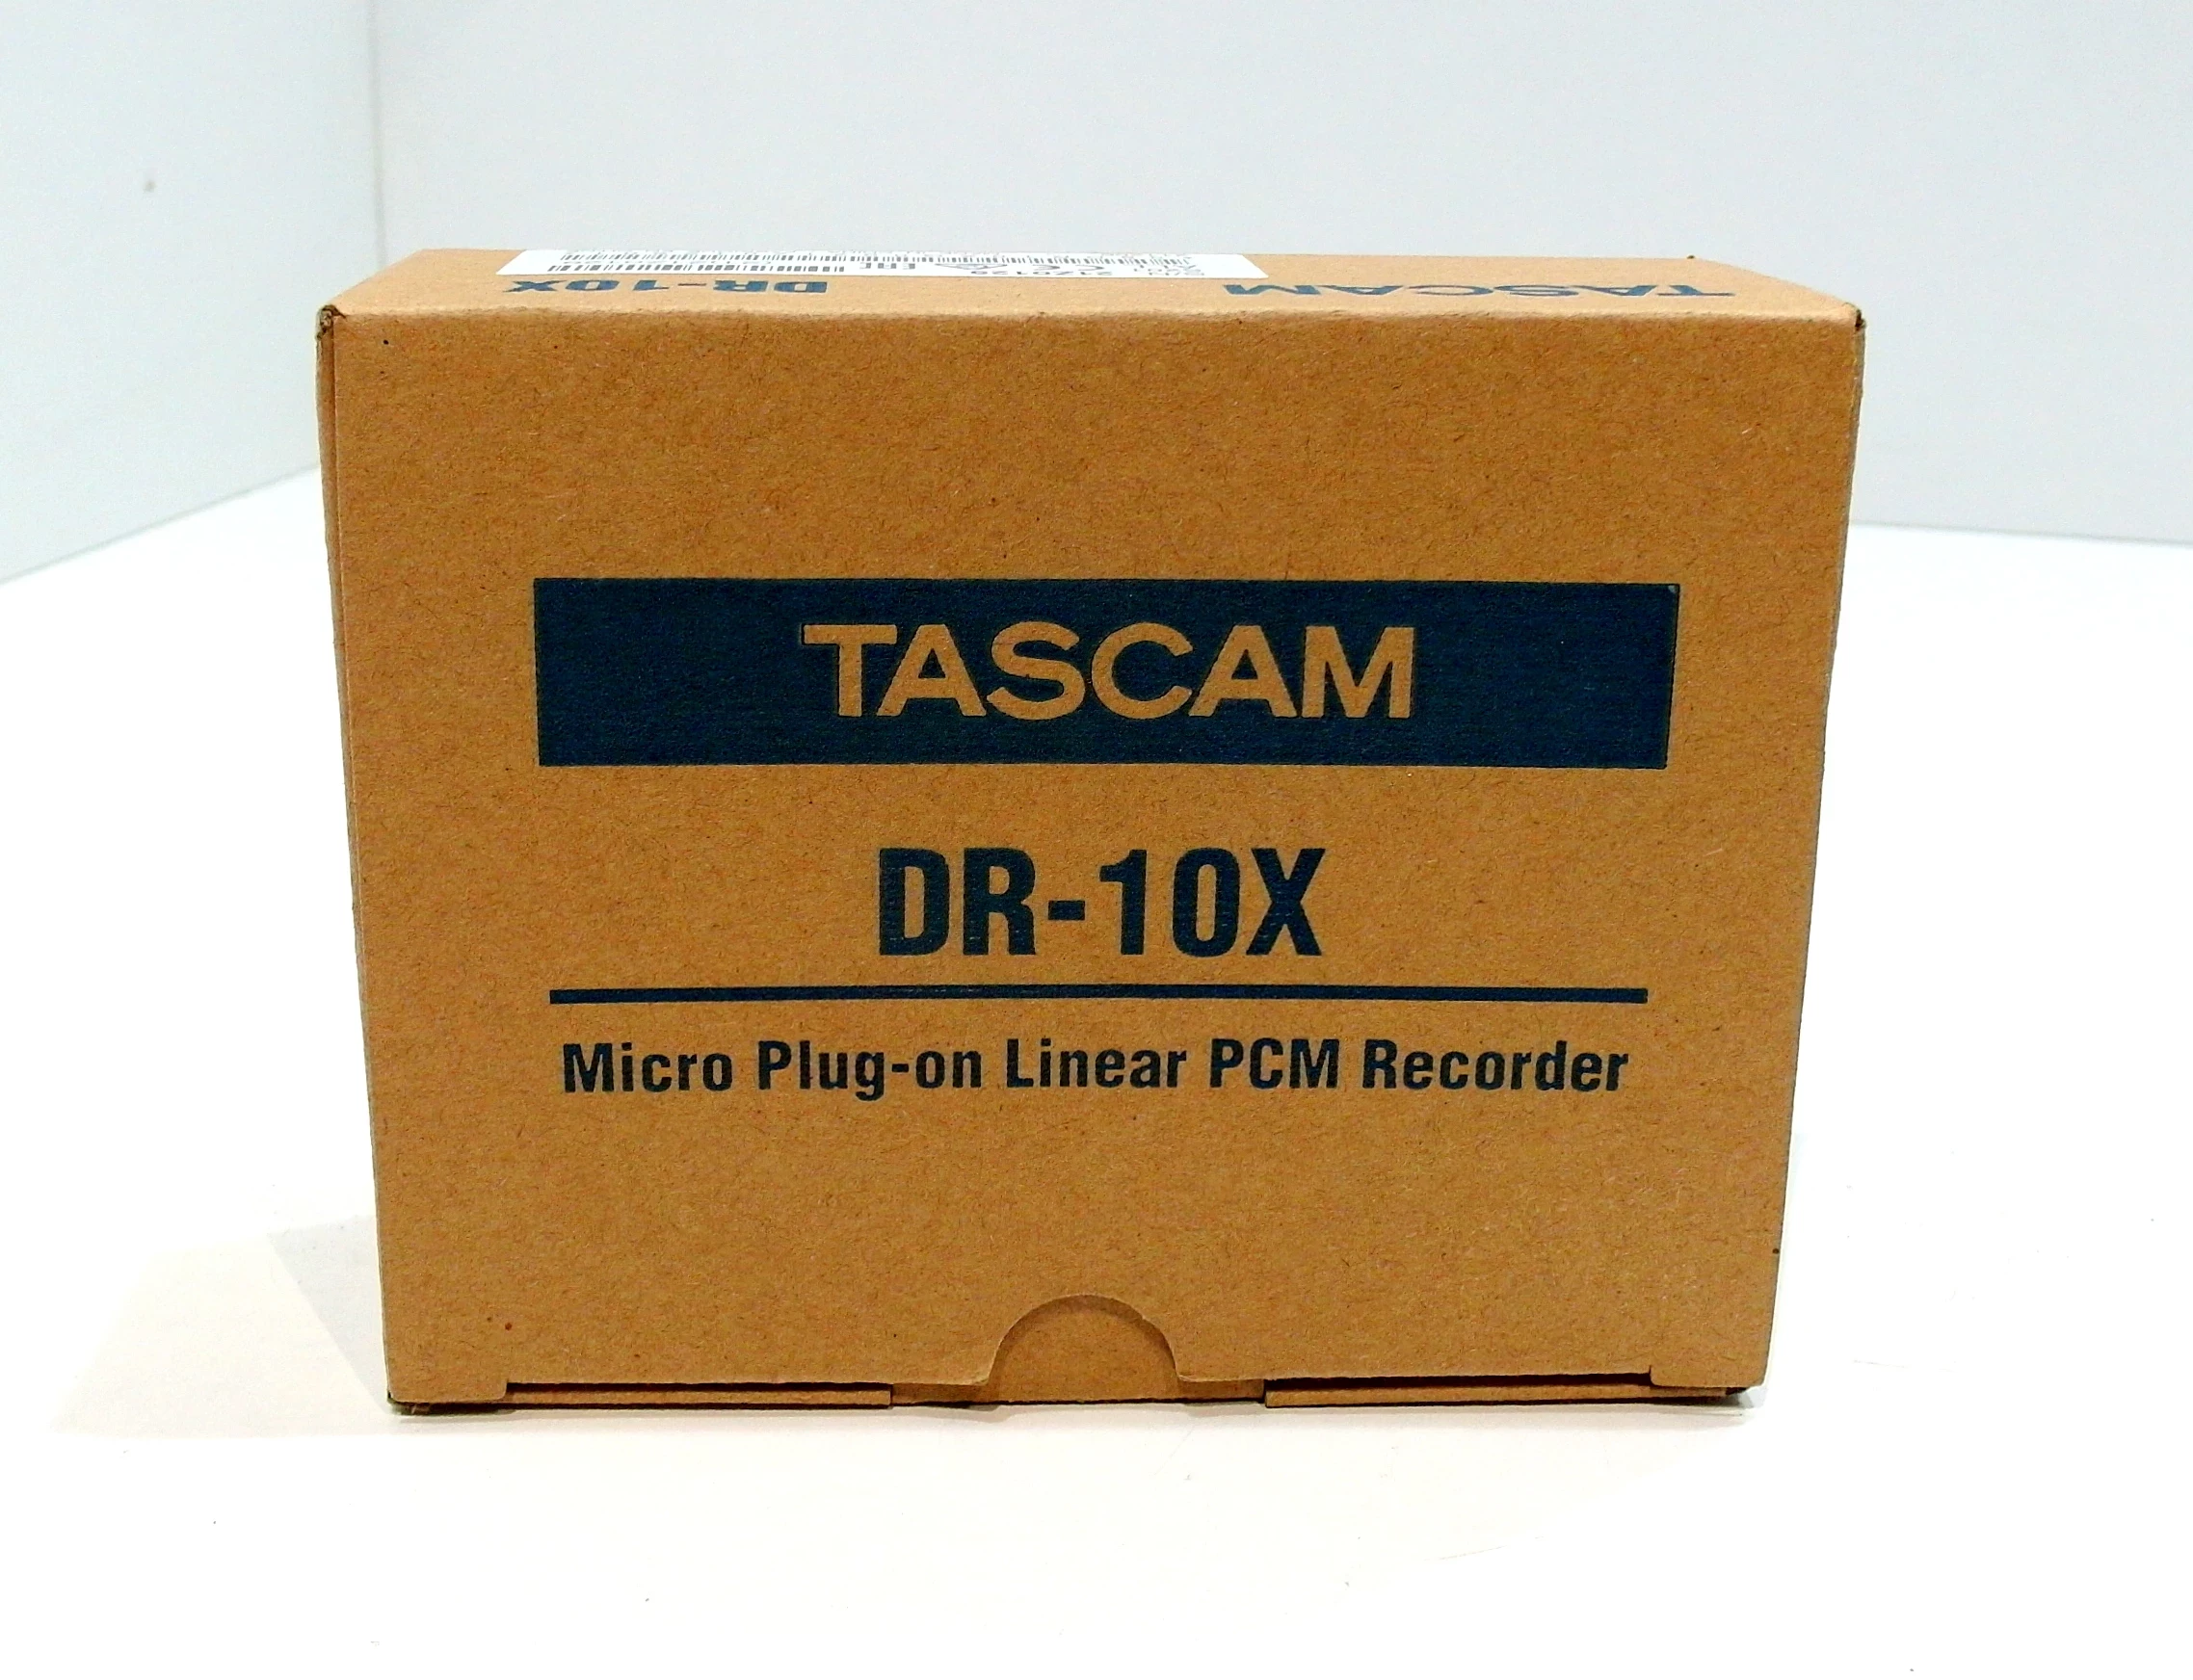 DR-10X
TASCAM
TASCAM
DR-10X
Micro Plug-on Linear PCM Recorder